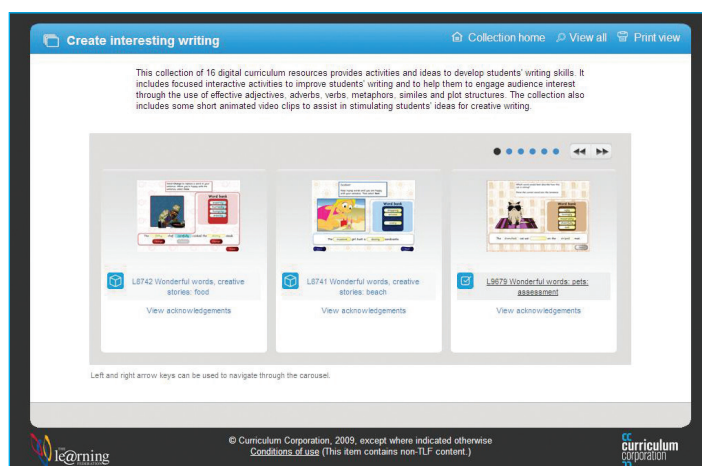 Create interesting writing
Collection home View all Print view
This collection of 16 digital curriculum resources provides activities and ideas to develop students' writing skills. It
includes focused interactive activities to improve students' writing and to help them to engage audience interest
through the use of effective adjectives, adverbs, verbs, metaphors, similes and plot structures. The collection also
includes some short animated video clips to assist in stimulating students' ideas for creative writing.
Word bank
Word bank
Word bank
L8742 Wonderful words, creative
stories: food
View acknowledgements
L8741 Wonderful words, creative
stories: beach
View acknowledgements
L9679 Wonderful words: pets:
assessment
View acknowledgements
Left and right arrow keys can be used to navigate through the carousel.
THE
le@rning
FEDERATION
© Curriculum Corporation, 2009, except where indicated otherwise
Conditions of use (This item contains non-TLF content.)
cc
curriculum
corporation